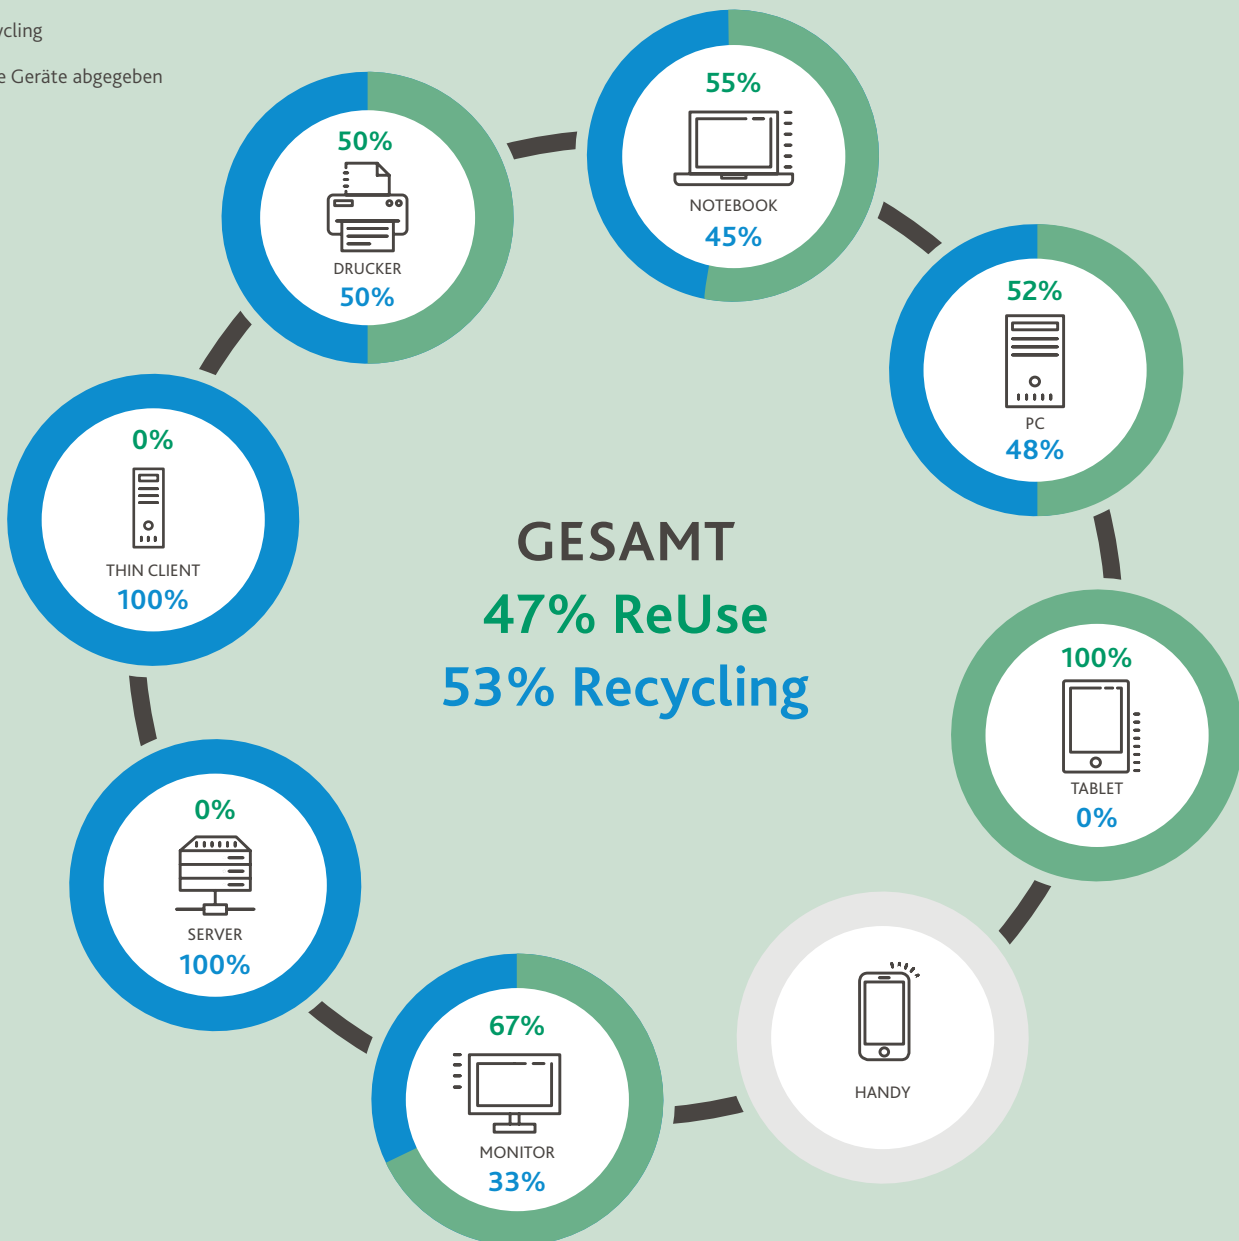 Geräte abgegeben
55%
NOTEBOOK
45%
50%
DRUCKER
50%
52%
PC
48%
0%
THIN CLIENT
100%
GESAMT
47% ReUse
53% Recycling
100%
TABLET
0%
0%
SERVER
100%
67%
MONITOR
33%
HANDY